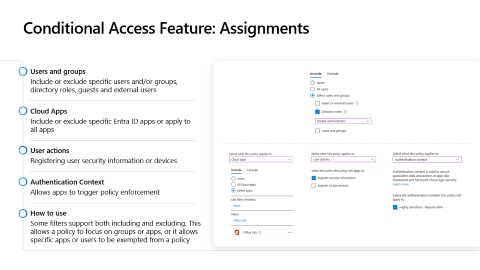 Conditional Access Feature: Assignments
Users and groups
Include or exclude specific users and/or groups,
directory roles, guests and external users
Cloud Apps
Include or exclude specific Entra ID apps or apply to
all apps
User actions
Registering user security information or devices
Authentication Context
Allows apps to trigger policy enforcement
How to use
Some filters support both including and excluding. This
allows a policy to focus on groups or apps, or it allows
specific apps or users to be exempted from a policy
Include Exclude
None
All users
Select users and groups
Guest or external users
Directory roles
Global administrator
Users and groups
Select what this policy applies to
Cloud apps
Include Exclude
None
All cloud apps
Select apps
Edit filter (Preview)
None
Select
Office 365
Office 365
Select what this policy applies to
User actions
Select the action this policy will apply to
Register security information
Register or join devices
Select what this policy applies to
Authentication context
Authentication context is used to secure
application data and actions in apps like
SharePoint and Microsoft Cloud App Security.
Learn more
Select the authentication contexts this policy will
apply to
Highly Sensitive - Require MFA